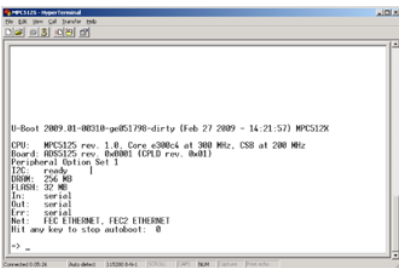 MPC5125 - HyperTerminal
File Edit View Call Transfer Help
U-Boot 2009.01-00310-ge051798-dirty (Feb 27 2009 - 14:21:57) MPC512X
CPU: MPC5125 rev. 1.0, Core e300c4 at 300 MHz, CSB at 200 MHz
Board: ADS5125 rev. 0x0001 (CPLD rev. 0x01)
Peripheral Option Set 1
I2C: ready
DRAM: 256 MB
FLASH: 32 MB
In: serial
Out: serial
Err: serial
Net: FEC ETHERNET, FEC2 ETHERNET
Hit any key to stop autoboot: 0
=> _
Connected 0:05:36 Auto detect 115200 8-N-1 SCROLL CAPS NUM Capture Print echo